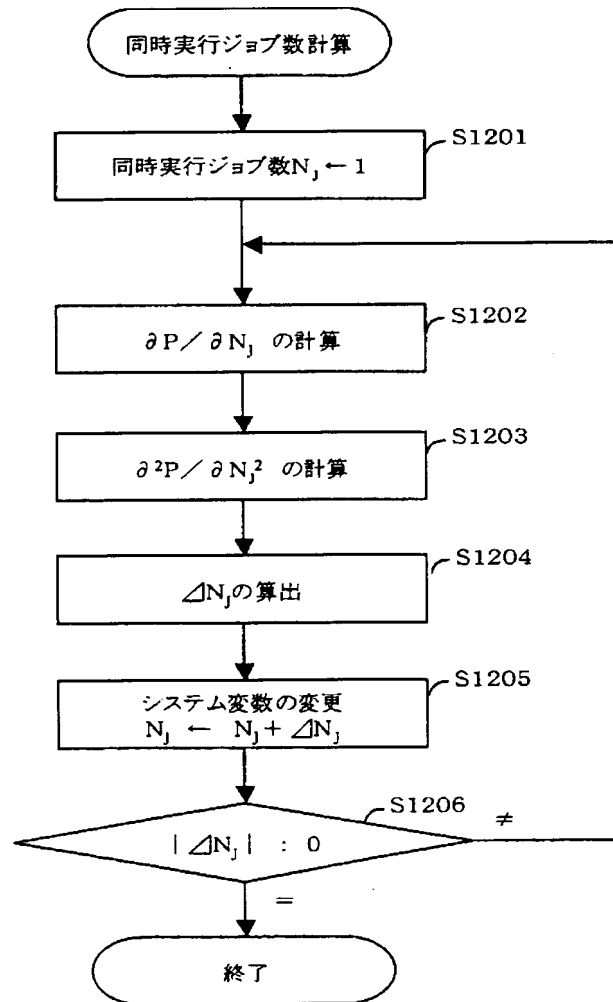 同時実行ジョブ数計算
S1201
同時実行ジョブ数N_J ← 1
S1202
∂P／∂N_J の計算
S1203
∂²P／∂N_J² の計算
S1204
⊿N_Jの算出
S1205
システム変数の変更
N_J ← N_J + ⊿N_J
S1206
|⊿N_J| : 0
≠
=
終了